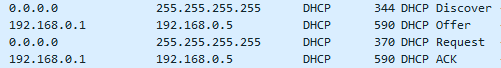 0.0.0.0 255.255.255.255 DHCP 344 DHCP Discover
192.168.0.1 192.168.0.5 DHCP 590 DHCP Offer
0.0.0.0 255.255.255.255 DHCP 370 DHCP Request
192.168.0.1 192.168.0.5 DHCP 590 DHCP ACK